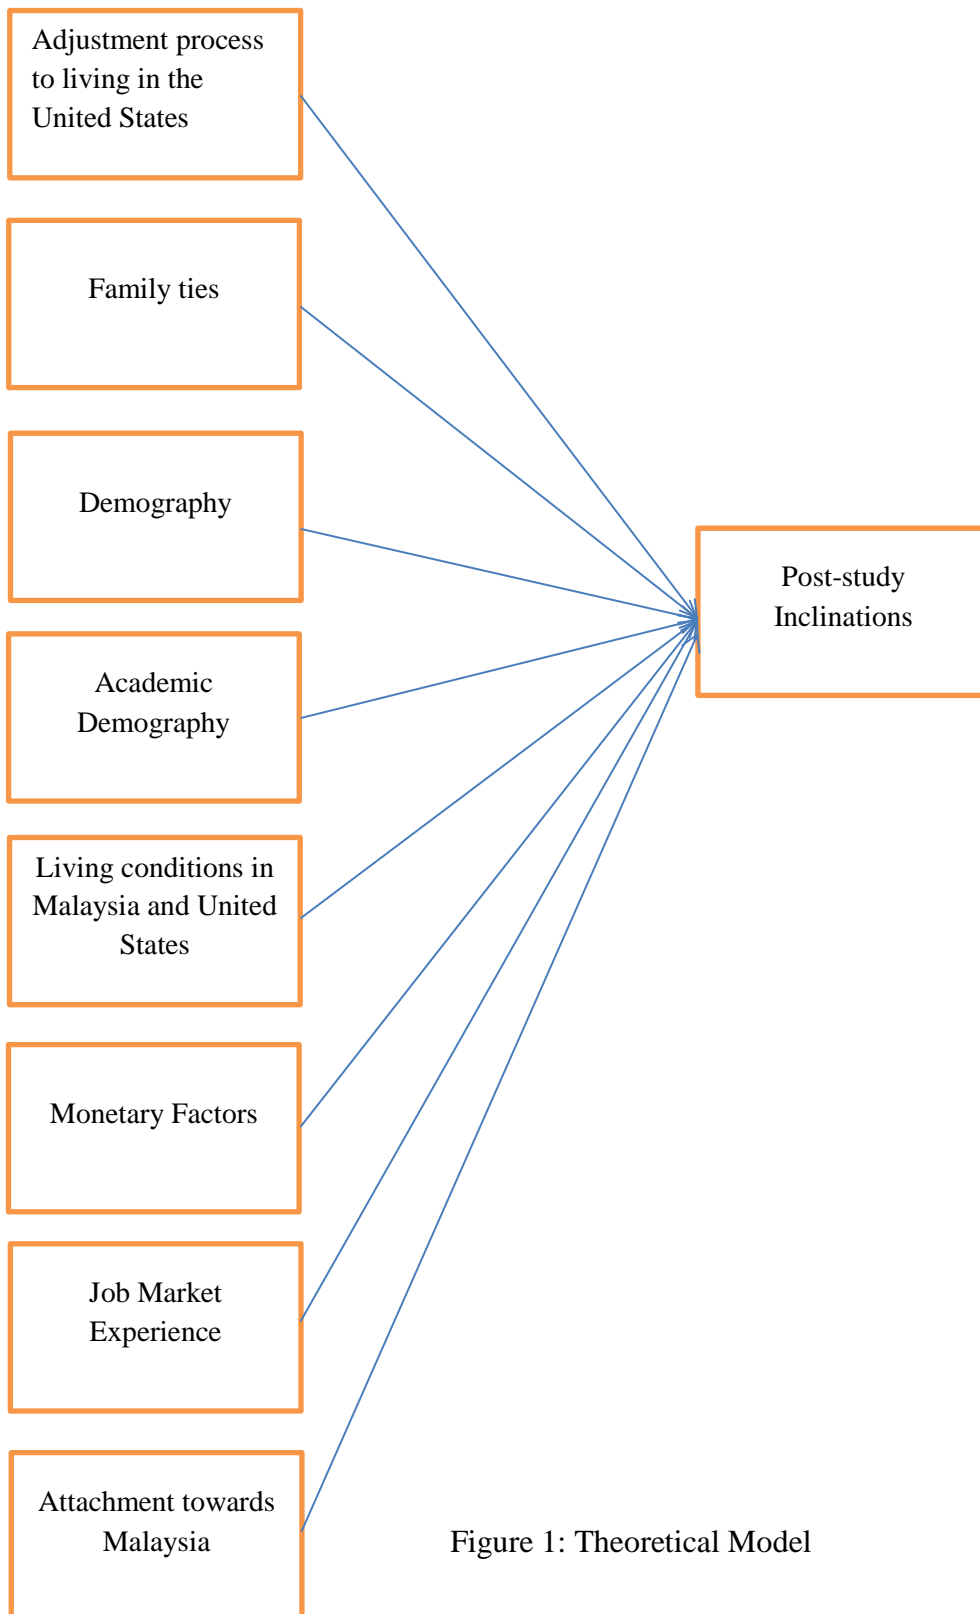 Adjustment process
to living in the
United States
Family ties
Demography
Post-study
Inclinations
Academic
Demography
Living conditions in
Malaysia and United
States
Monetary Factors
Job Market
Experience
Attachment towards
Malaysia
Figure 1: Theoretical Model